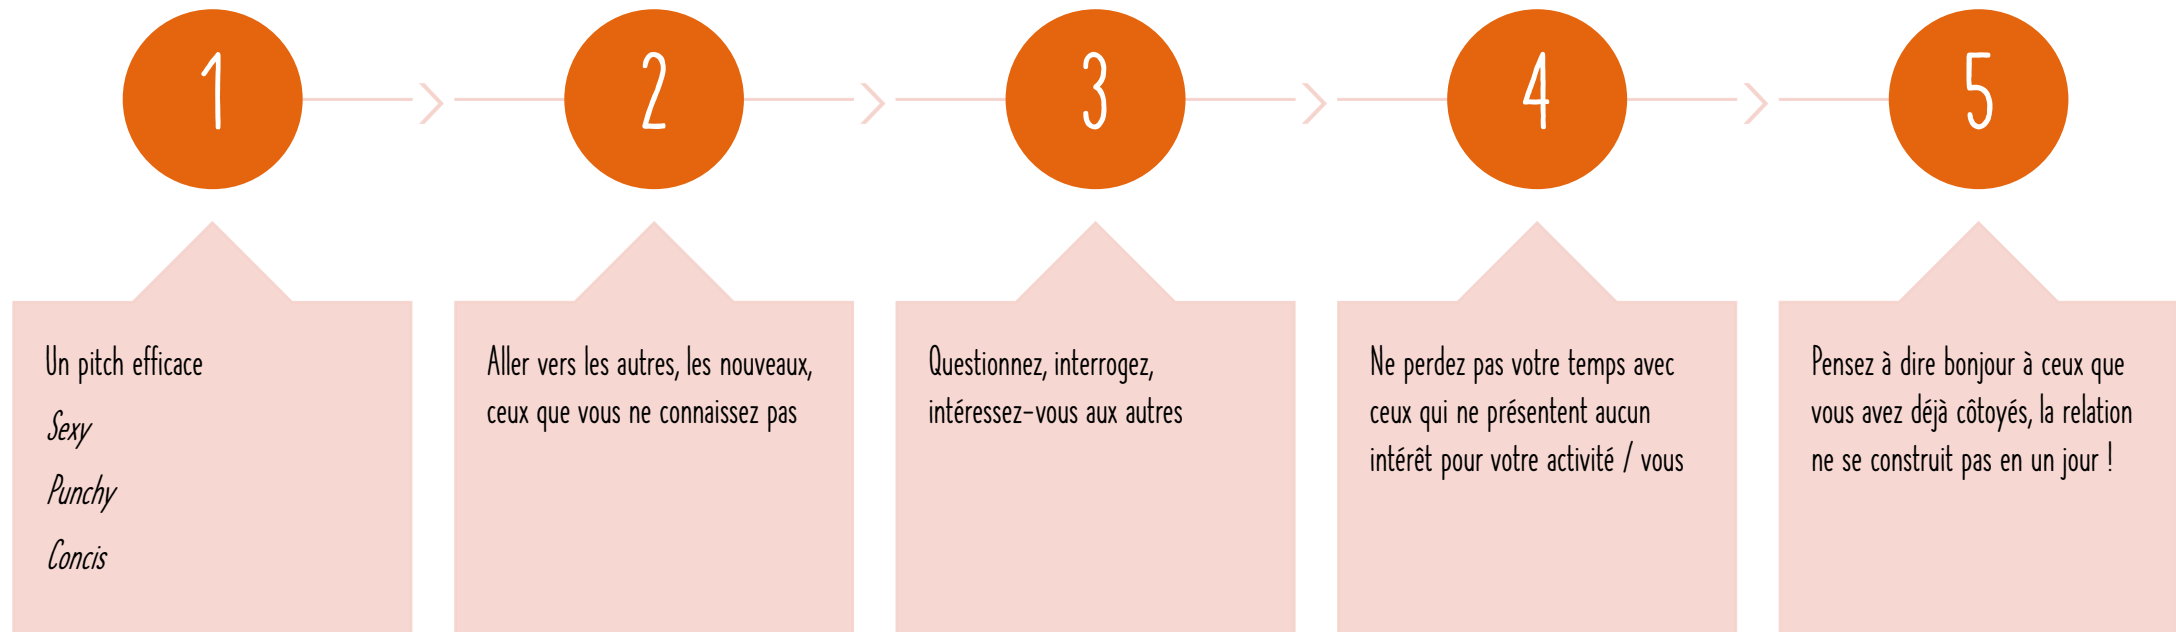 1
2
3
4
5
Un pitch efficace
Sexy
Punchy
Concis
Aller vers les autres, les nouveaux,
ceux que vous ne connaissez pas
Questionnez, interrogez,
intéressez-vous aux autres
Ne perdez pas votre temps avec
ceux qui ne présentent aucun
intérêt pour votre activité / vous
Pensez à dire bonjour à ceux que
vous avez déjà côtoyés, la relation
ne se construit pas en un jour !